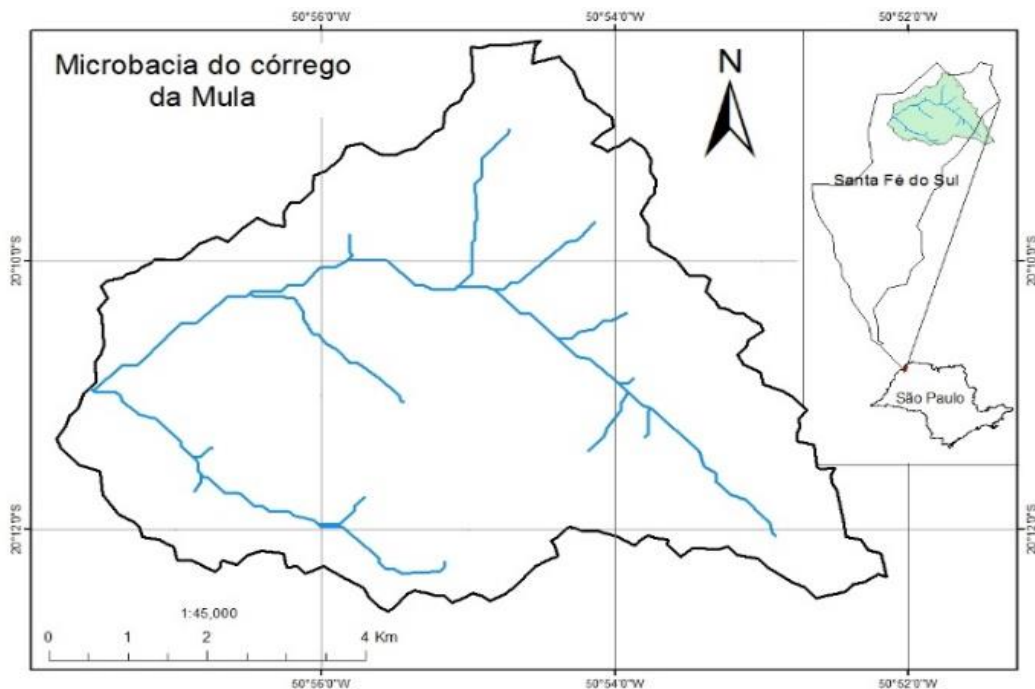 50°56'0"W
50°54'0"W
50°52'0"W
Microbacia do córrego
da Mula
N
Santa Fé do Sul
São Paulo
20°10'0"S
20°10'0"S
20°12'0"S
20°12'0"S
1:45,000
0 1 2 4 Km
50°56'0"W
50°54'0"W
50°52'0"W